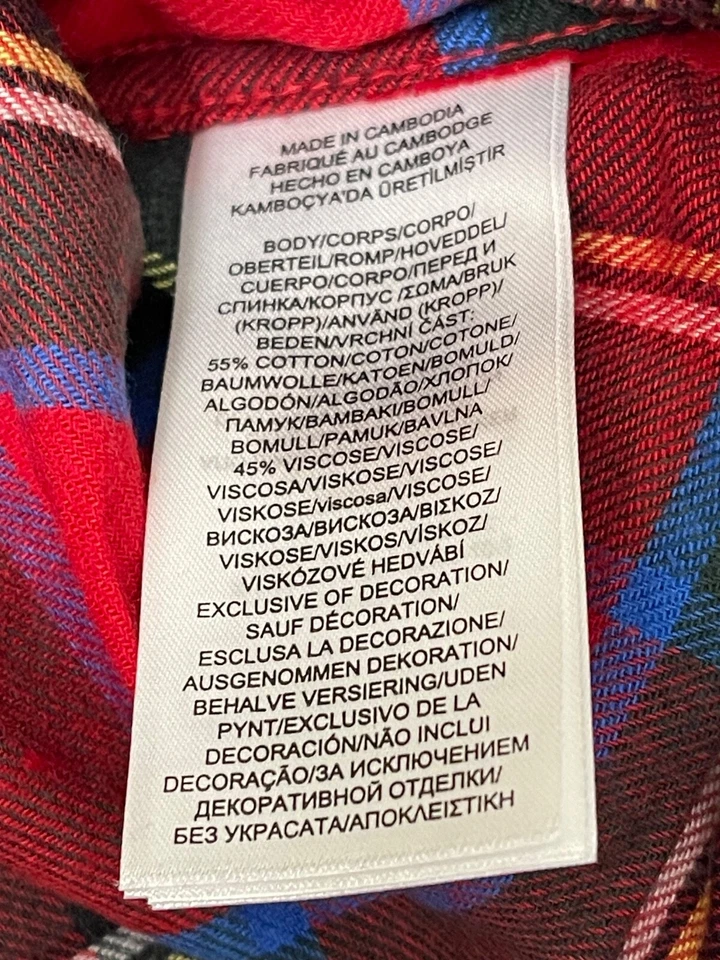 MADE IN CAMBODIA
FABRIQUÉ AU CAMBODGE
HECHO EN CAMBOYA
KAMBOÇYA'DA ÜRETİLMİŞTİR
BODY/CORPS/CORPO/
OBERTEIL/ROMP/HOVEDDEL/
CUERPO/CORPO/ПЕРЕД И
СПИНКА/КОРПУС /ΣΩΜΑ/BRUK
(KROPP)/ANVÄND (KROPP)/
BEDEN/VRCHNÍ ČÁST:
55% COTTON/COTON/COTONE/
BAUMWOLLE/KATOEN/BOMULD/
ALGODÓN/ALGODÃO/ХЛОПОК/
ПАМУК/ΒΑΜΒΑΚΙ/BOMULL/
BOMULL/PAMUK/BAVLNA
45% VISCOSE/VISCOSE/
VISCOSA/VISKOSE/VISCOSE/
VISKOSE/viscosa/VISCOSE/
ВИСКОЗА/ВИСКОЗА/ΒΙΣΚΟΖ/
VISKOSE/VISKOS/VİSKOZ/
VISKÓZOVÉ HEDVÁBÍ
EXCLUSIVE OF DECORATION/
SAUF DÉCORATION/
ESCLUSA LA DECORAZIONE/
AUSGENOMMEN DEKORATION/
BEHALVE VERSIERING/UDEN
PYNT/EXCLUSIVO DE LA
DECORACIÓN/NÃO INCLUI
DECORAÇÃO/ЗА ИСКЛЮЧЕНИЕМ
ДЕКОРАТИВНОЙ ОТДЕЛКИ/
БЕЗ УКРАСАТА/ΑΠΟΚΛΕΙΣΤΙΚΗ